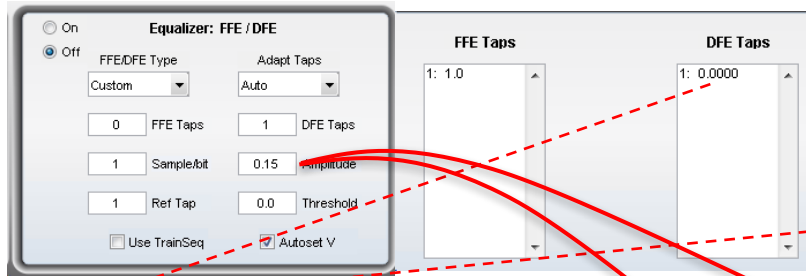 On
Equalizer: FFE / DFE
Off
FFE/DFE Type
Adapt Taps
Custom
Auto
0 FFE Taps
1 DFE Taps
1 Sample/bit
0.15 Amplitude
1 Ref Tap
0.0 Threshold
Use TrainSeq
Autoset V
FFE Taps
1: 1.0
DFE Taps
1: 0.0000